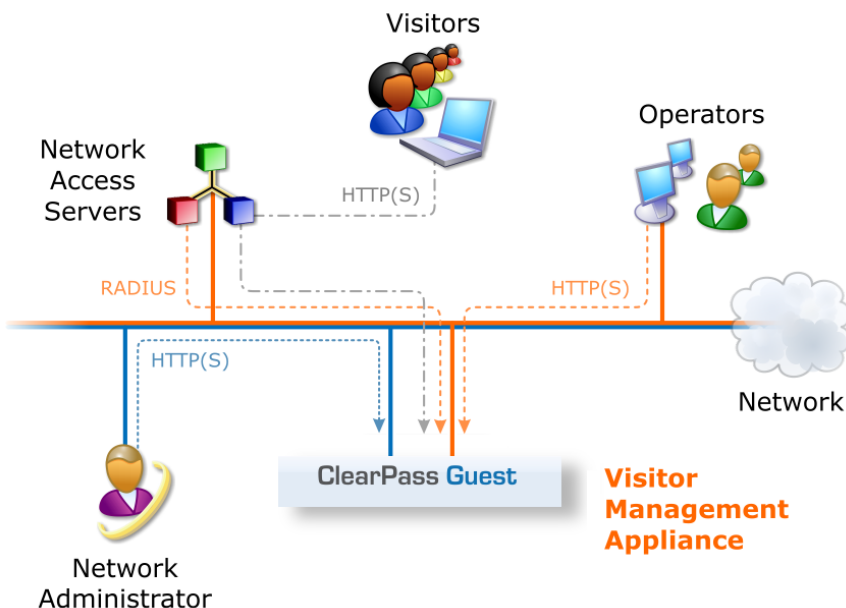 Visitors
Operators
Network
Access
Servers
HTTP(S)
RADIUS
HTTP(S)
HTTP(S)
Network
ClearPass Guest
Visitor
Management
Appliance
Network
Administrator